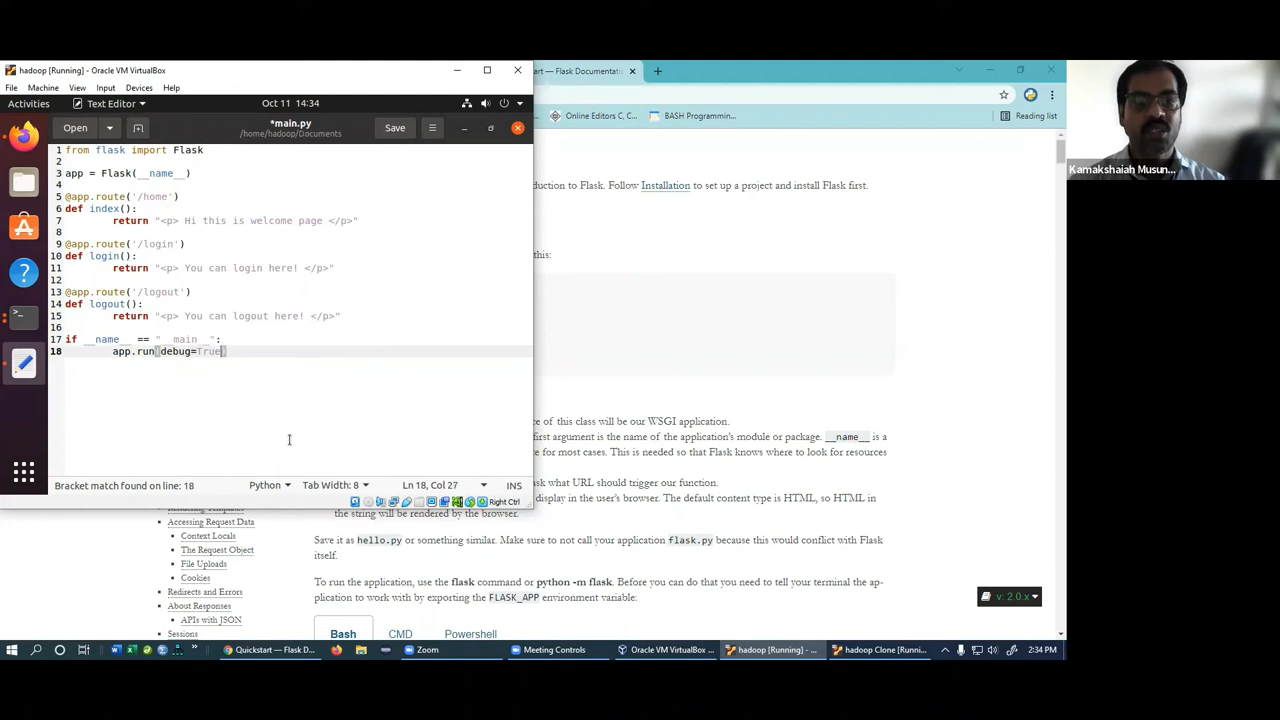 hadoop [Running] - Oracle VM VirtualBox
File Machine View Input Devices Help
Activities Text Editor Oct 11 14:34
Open *main.py Save
/home/hadoop/Documents
1 from flask import Flask
2
3 app = Flask(__name__)
4
5 @app.route('/home')
6 def index():
7 return "<p> Hi this is welcome page </p>"
8
9 @app.route('/login')
10 def login():
11 return "<p> You can login here! </p>"
12
13 @app.route('/logout')
14 def logout():
15 return "<p> You can logout here! </p>"
16
17 if __name__ == "__main__":
18 app.run(debug=True)
Bracket match found on line: 18 Python Tab Width: 8 Ln 18, Col 27 INS
Right Ctrl
art — Flask Documentatio
Online Editors C, C... BASH Programmin... Reading list
duction to Flask. Follow Installation to set up a project and install Flask first.
this:
ce of this class will be our WSGI application.
first argument is the name of the application's module or package. __name__ is a
te for most cases. This is needed so that Flask knows where to look for resources
ask what URL should trigger our function.
display in the user's browser. The default content type is HTML, so HTML in
the string will be rendered by the browser.
Save it as hello.py or something similar. Make sure to not call your application flask.py because this would conflict with Flask
itself.
To run the application, use the flask command or python -m flask. Before you can do that you need to tell your terminal the ap-
plication to work with by exporting the FLASK_APP environment variable:
Bash CMD Powershell
Rendering Templates
Accessing Request Data
Context Locals
The Request Object
File Uploads
Cookies
Redirects and Errors
About Responses
APIs with JSON
Sessions
v: 2.0.x
Kamakshaiah Musun...
Quickstart — Flask D... Zoom Meeting Controls Oracle VM VirtualBox ... hadoop [Running] - ... hadoop Clone [Runni... 2:34 PM